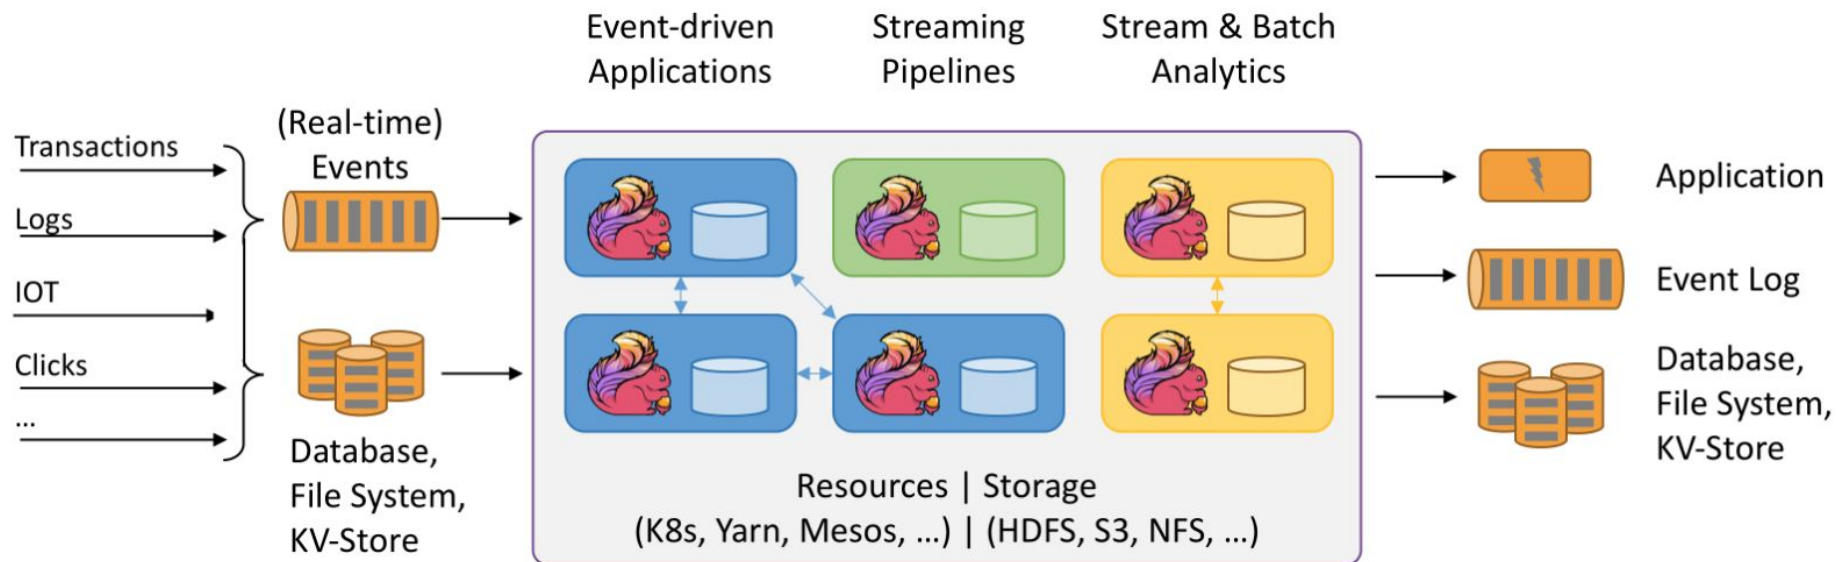 Event-driven
Applications
Streaming
Pipelines
Stream & Batch
Analytics
Transactions
Logs
IOT
Clicks
...
(Real-time)
Events
Database,
File System,
KV-Store
Resources | Storage
(K8s, Yarn, Mesos, ...) | (HDFS, S3, NFS, ...)
Application
Event Log
Database,
File System,
KV-Store